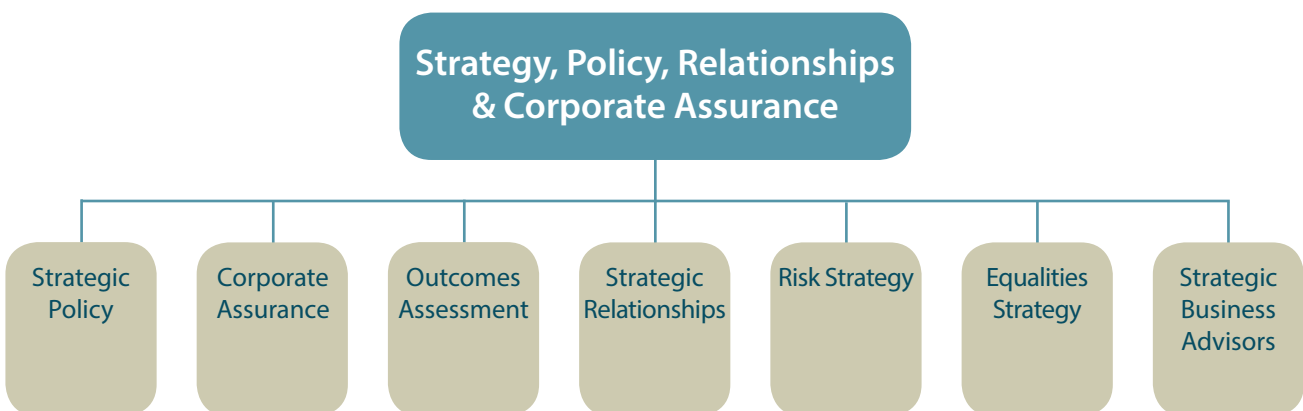 Strategy, Policy, Relationships
& Corporate Assurance
Strategic
Policy
Corporate
Assurance
Outcomes
Assessment
Strategic
Relationships
Risk Strategy
Equalities
Strategy
Strategic
Business
Advisors